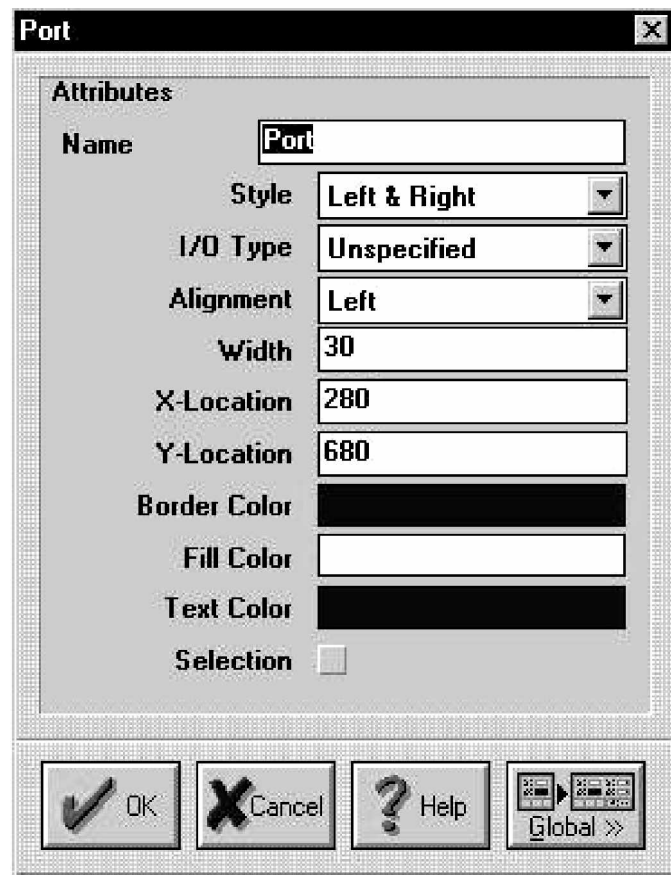 Port
Attributes
Name Port
Style Left & Right
I/O Type Unspecified
Alignment Left
Width 30
X-Location 280
Y-Location 680
Border Color
Fill Color
Text Color
Selection
OK Cancel Help Global >>